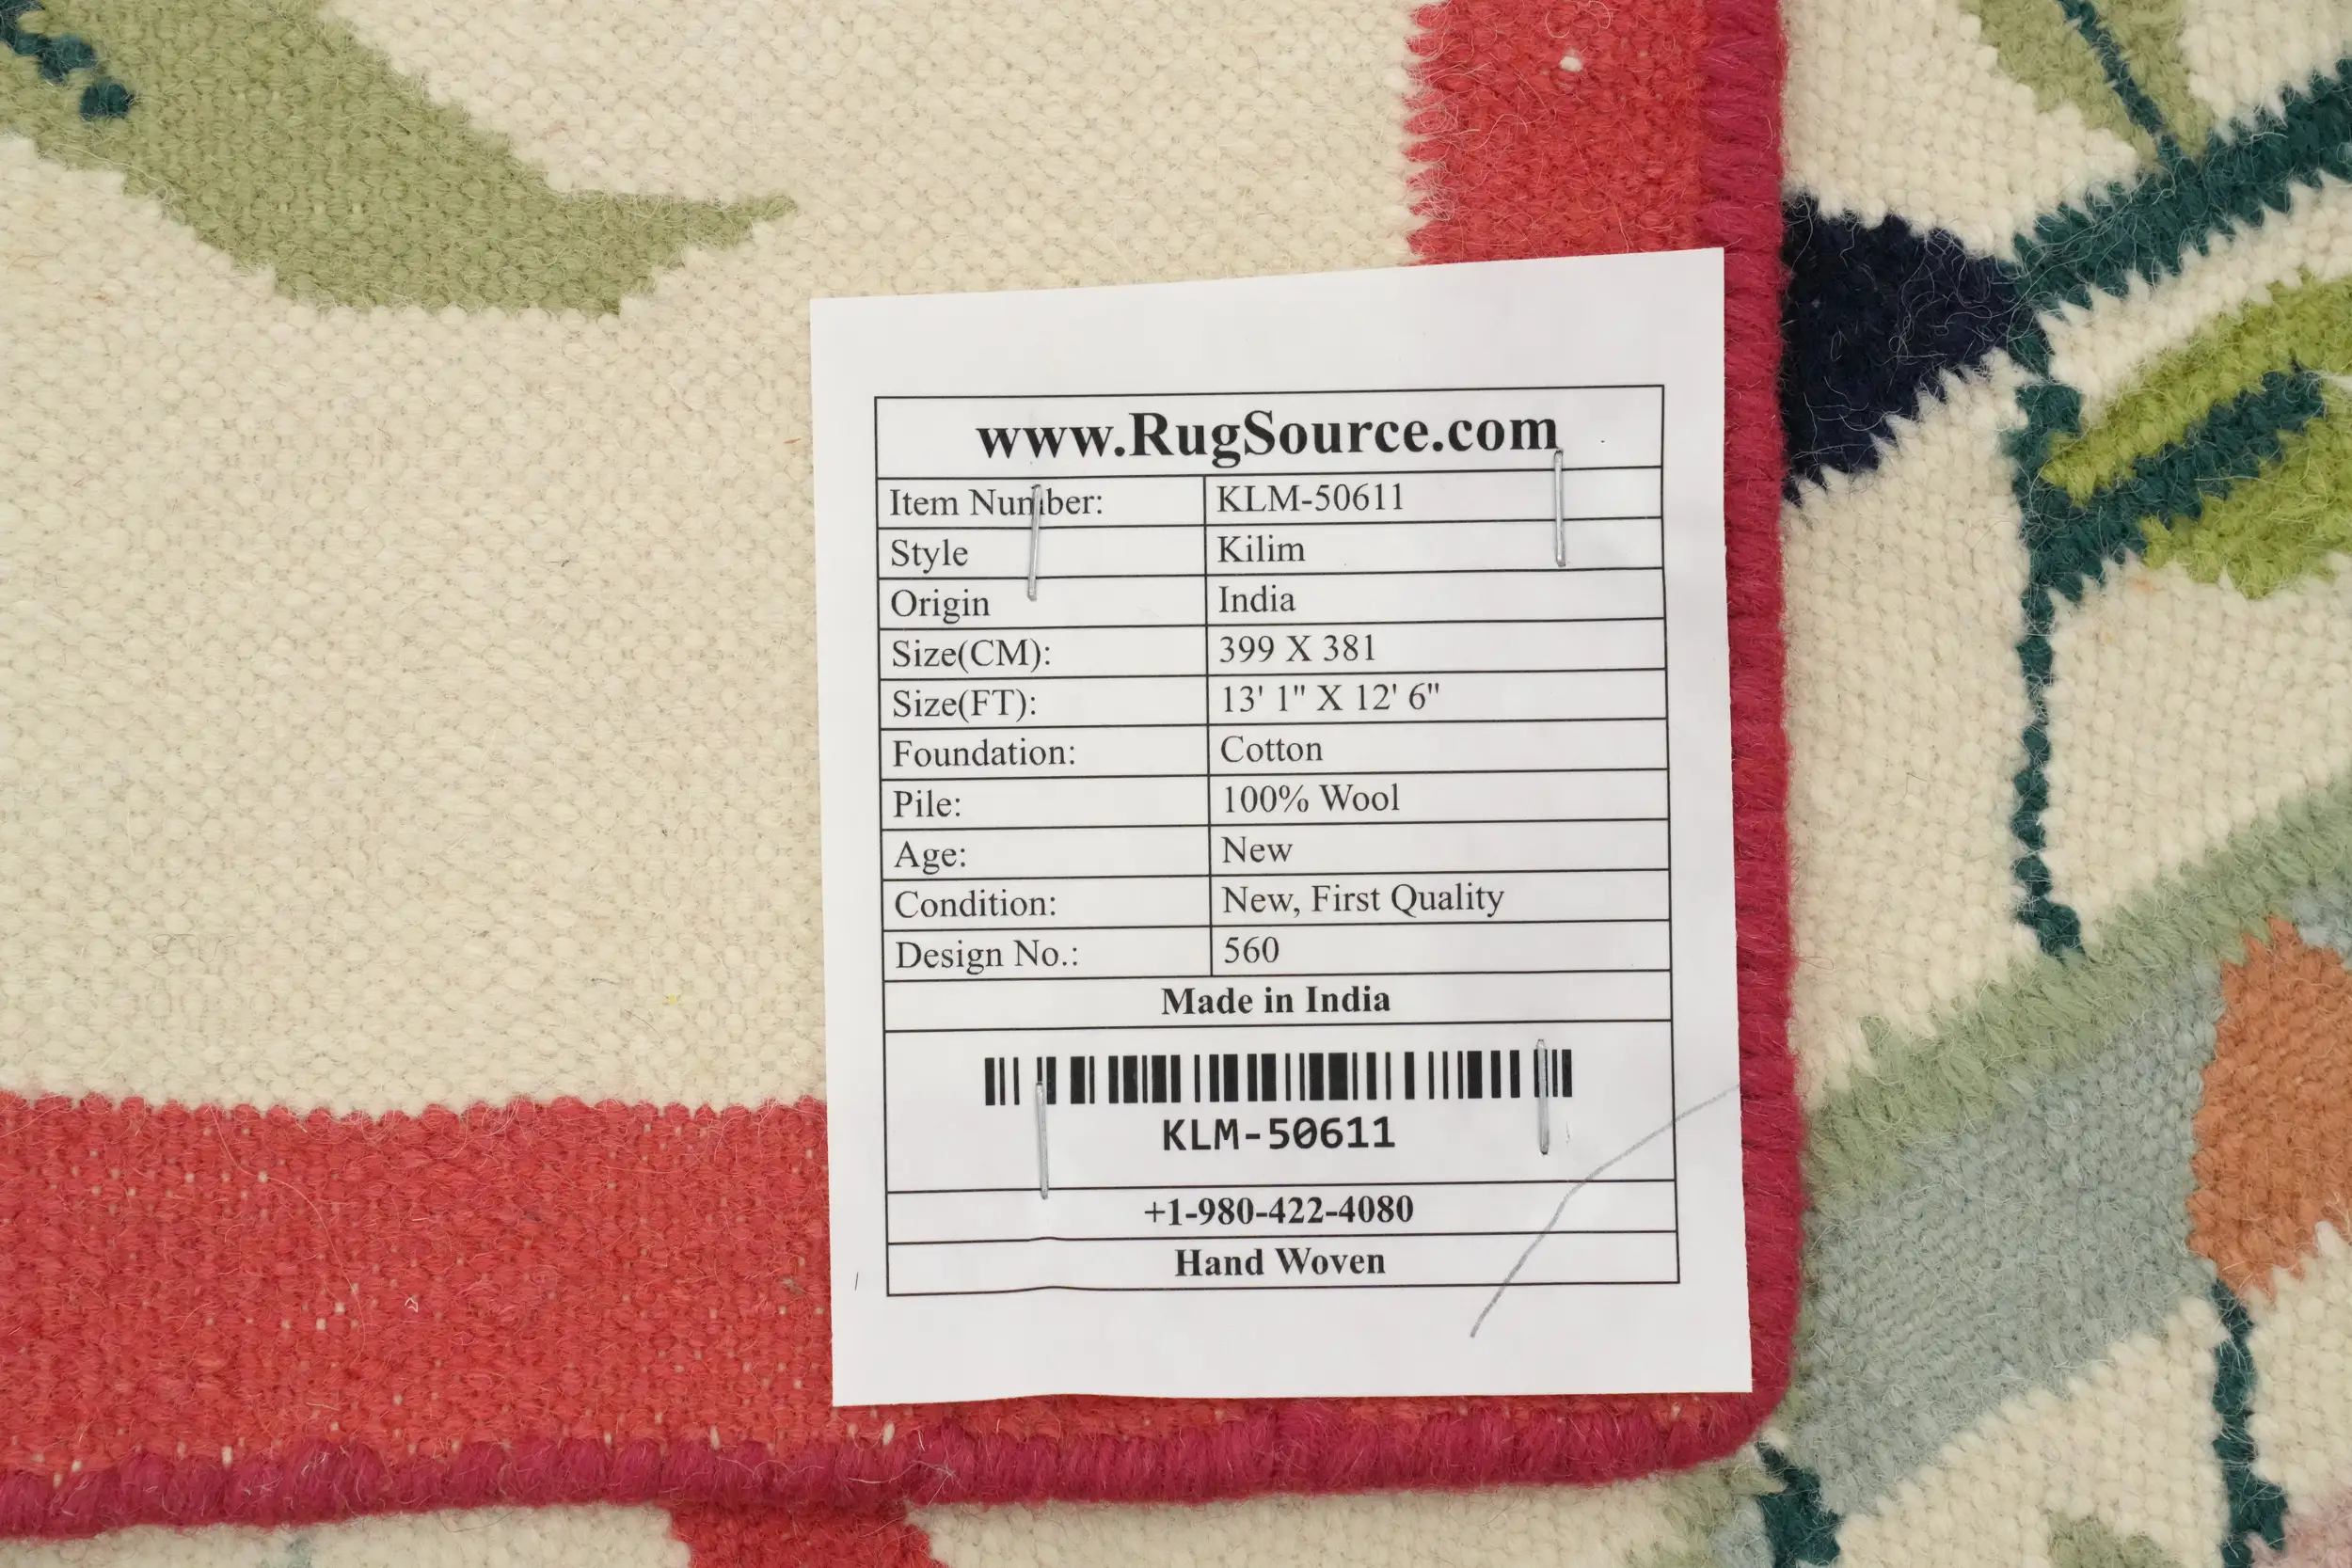 www.RugSource.com
Item Number: KLM-50611
Style Kilim
Origin India
Size(CM): 399 X 381
Size(FT): 13' 1" X 12' 6"
Foundation: Cotton
Pile: 100% Wool
Age: New
Condition: New, First Quality
Design No.: 560
Made in India
KLM-50611
+1-980-422-4080
Hand Woven